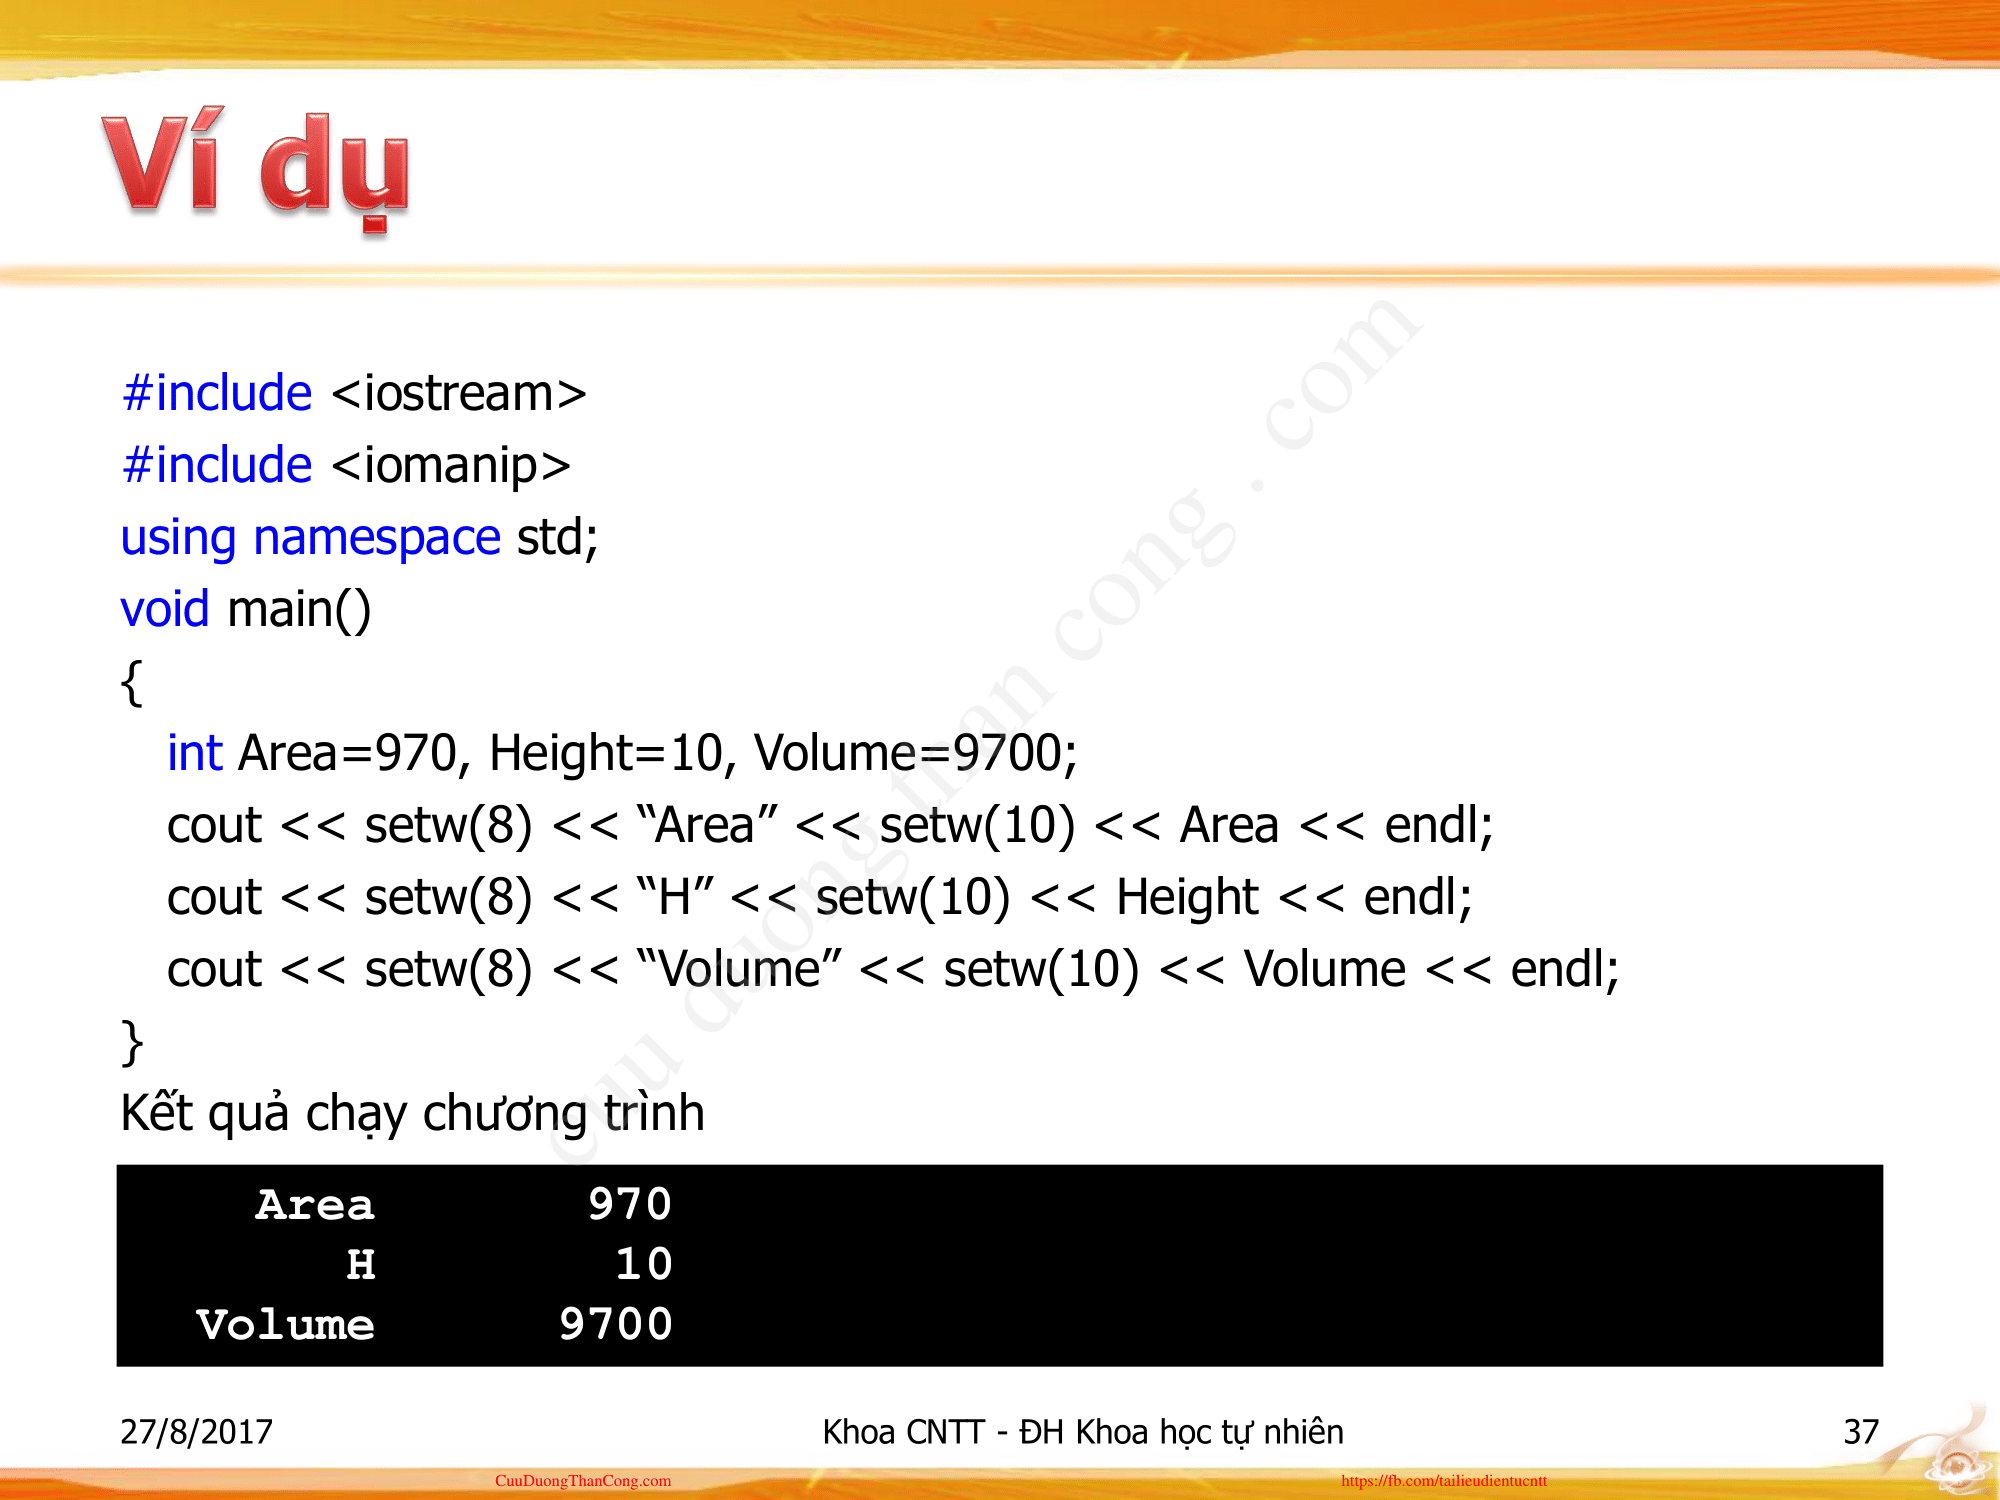 Ví dụ
#include <iostream>
#include <iomanip>
using namespace std;
void main()
{
int Area=970, Height=10, Volume=9700;
cout << setw(8) << “Area” << setw(10) << Area << endl;
cout << setw(8) << “H” << setw(10) << Height << endl;
cout << setw(8) << “Volume” << setw(10) << Volume << endl;
}
Kết quả chạy chương trình
Area 970
H 10
Volume 9700
cuu duong than cong . com
27/8/2017 Khoa CNTT - ĐH Khoa học tự nhiên 37
CuuDuongThanCong.com https://fb.com/tailieudientucntt